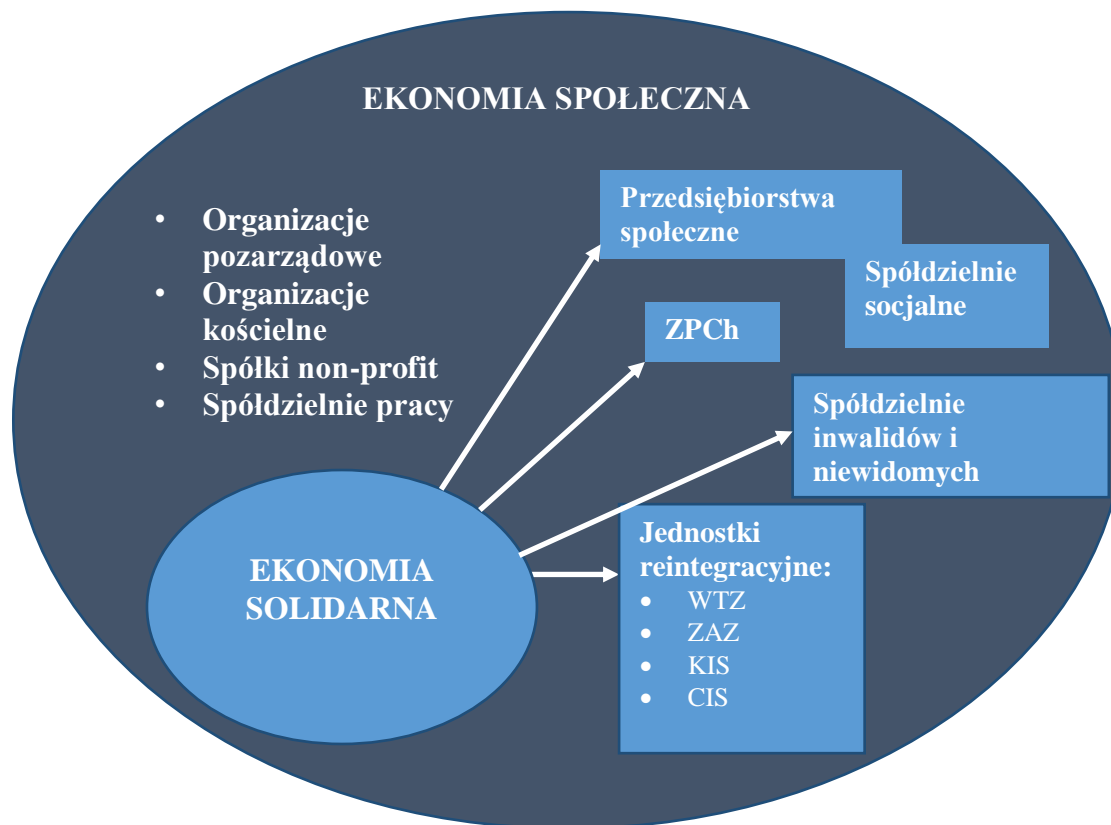 EKONOMIA SPOŁECZNA
• Organizacje
pozarządowe
• Organizacje
kościelne
• Spółki non-profit
• Spółdzielnie pracy
Przedsiębiorstwa
społeczne
Spółdzielnie
socjalne
ZPCh
Spółdzielnie
inwalidów i
niewidomych
EKONOMIA
SOLIDARNA
Jednostki
reintegracyjne:
• WTZ
• ZAZ
• KIS
• CIS